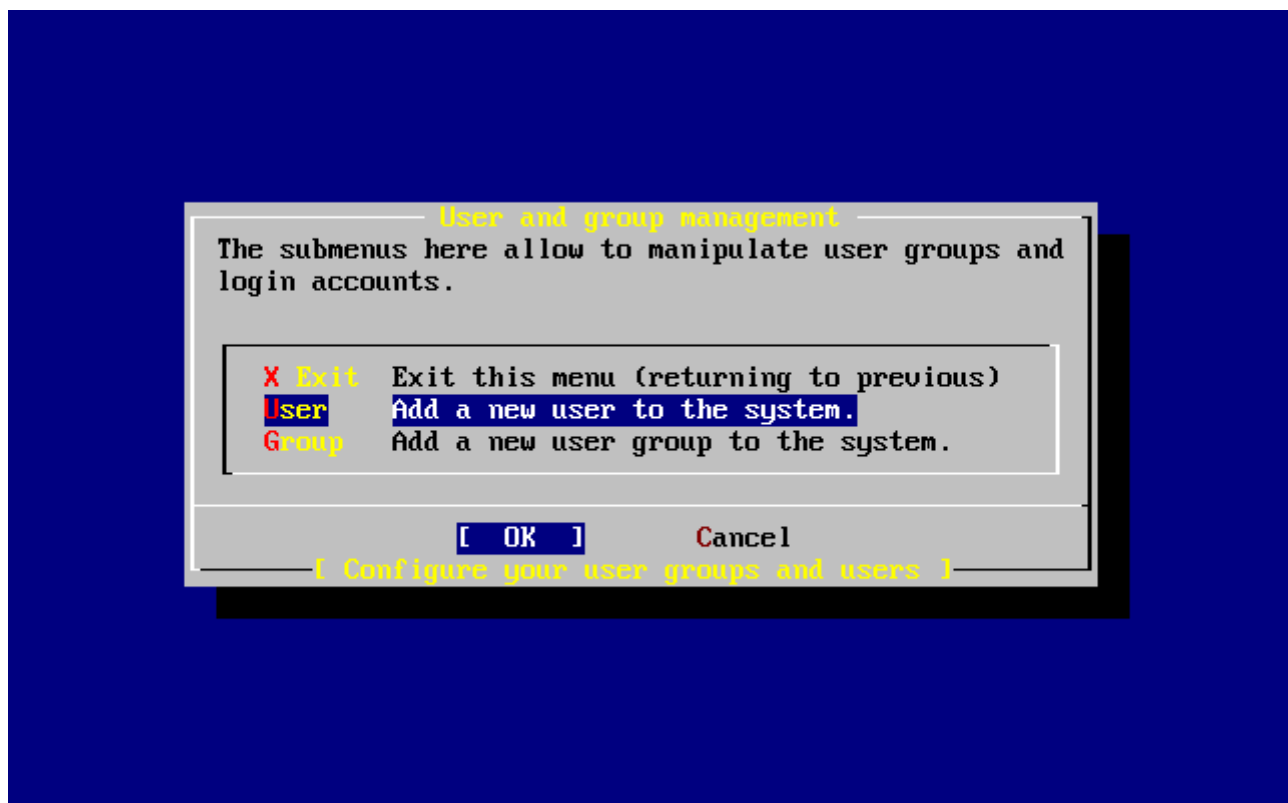 User and group management
The submenus here allow to manipulate user groups and
login accounts.
X Exit Exit this menu (returning to previous)
User Add a new user to the system.
Group Add a new user group to the system.
[ OK ] Cancel
[ Configure your user groups and users ]